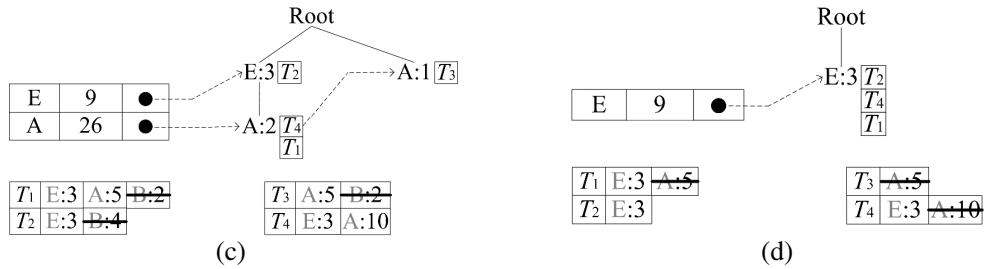 Root
E:3 T2
A:1 T3
E 9
A 26
A:2 T4
T1
T1 E:3 A:5 B:2
T2 E:3 B:4
T3 A:5 B:2
T4 E:3 A:10
(c)
Root
E:3 T2
T4
T1
E 9
T1 E:3 A:5
T2 E:3
T3 A:5
T4 E:3 A:10
(d)